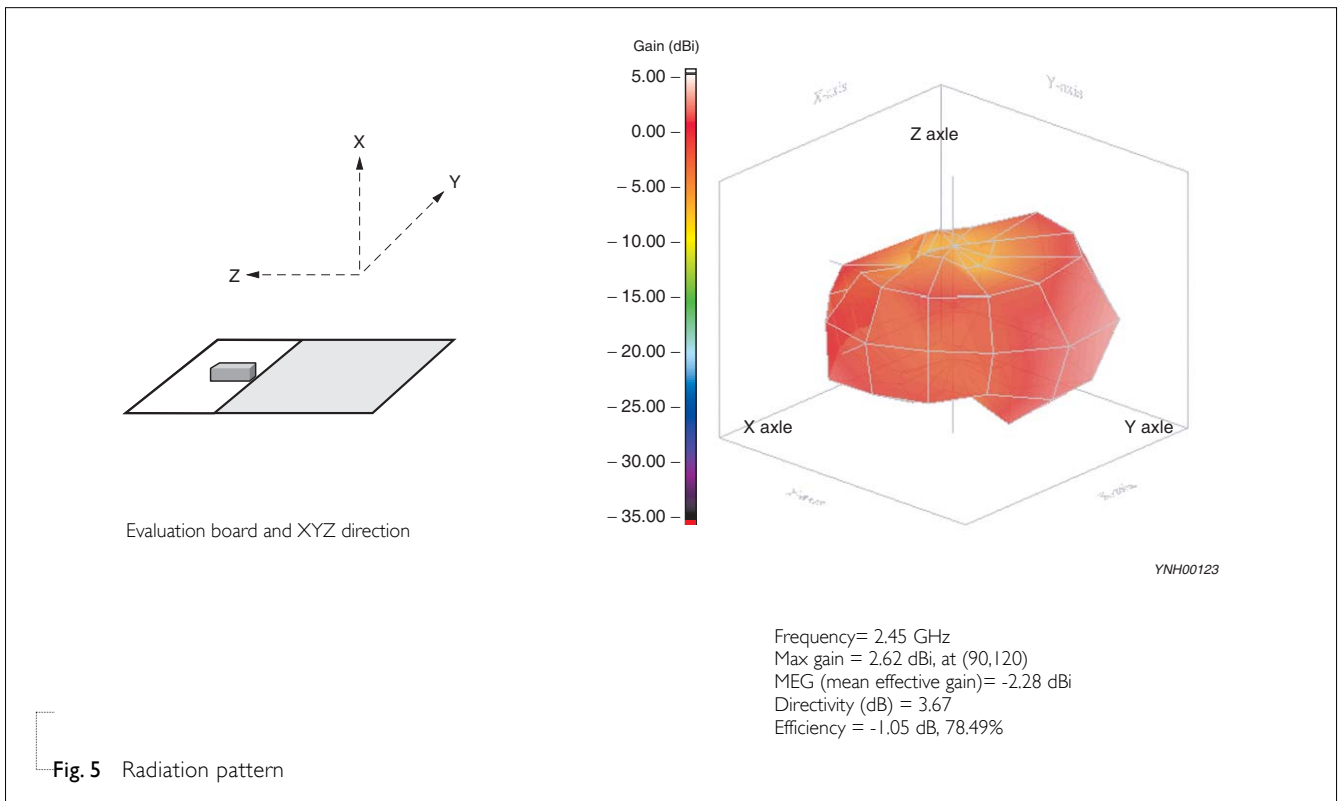 Gain (dBi)
5.00 –
0.00 –
– 5.00 –
– 10.00 –
– 15.00 –
– 20.00 –
– 25.00 –
– 30.00 –
– 35.00 –
X
Y
Z
Evaluation board and XYZ direction
X-axis
Y-axis
Z axle
X axle
Y axle
YNH00123
Frequency= 2.45 GHz
Max gain = 2.62 dBi, at (90,120)
MEG (mean effective gain)= -2.28 dBi
Directivity (dB) = 3.67
Efficiency = -1.05 dB, 78.49%
Fig. 5 Radiation pattern